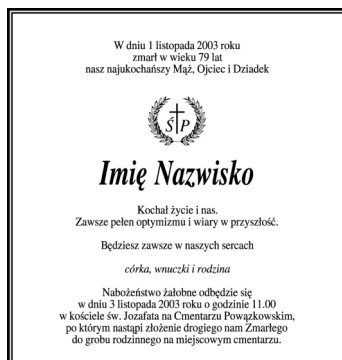 W dniu 1 listopada 2003 roku
zmarł w wieku 79 lat
nasz najukochańszy Mąż, Ojciec i Dziadek
Ś P
Imię Nazwisko
Kochał życie i nas.
Zawsze pełen optymizmu i wiary w przyszłość.
Będziesz zawsze w naszych sercach
córka, wnuczki i rodzina
Nabożeństwo żałobne odbędzie się
w dniu 3 listopada 2003 roku o godzinie 11.00
w kościele św. Jozafata na Cmentarzu Powązkowskim,
po którym nastąpi złożenie drogiego nam Zmarłego
do grobu rodzinnego na miejscowym cmentarzu.